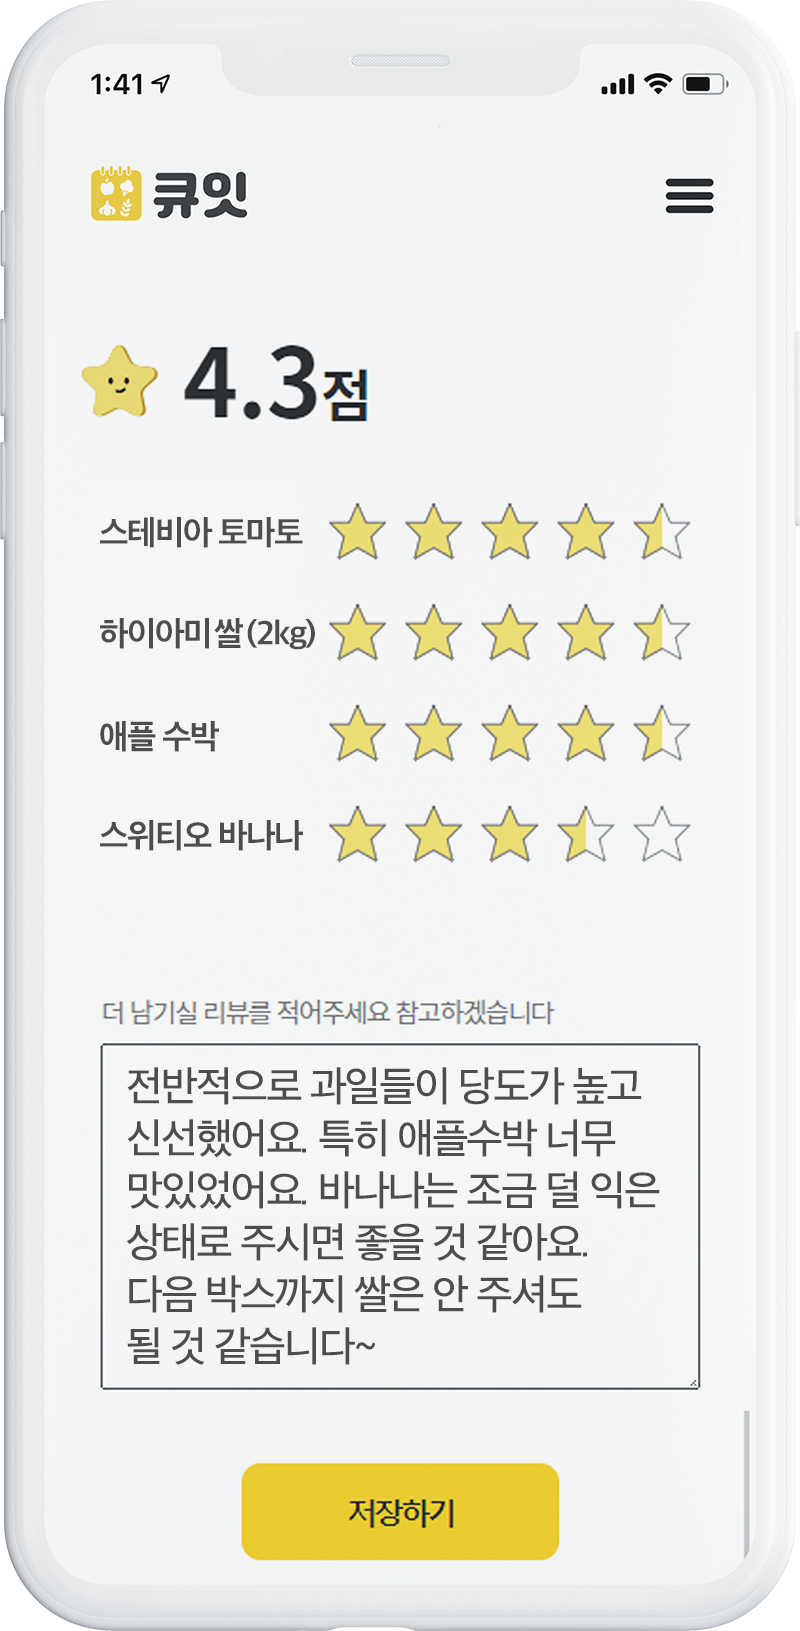 1:41
큐잇
4.3점
스테비아 토마토
하이아미 쌀 (2kg)
애플 수박
스위티오 바나나
더 남기실 리뷰를 적어주세요 참고하겠습니다
전반적으로 과일들이 당도가 높고
신선했어요. 특히 애플수박 너무
맛있었어요. 바나나는 조금 덜 익은
상태로 주시면 좋을 것 같아요.
다음 박스까지 쌀은 안 주셔도
될 것 같습니다~
저장하기